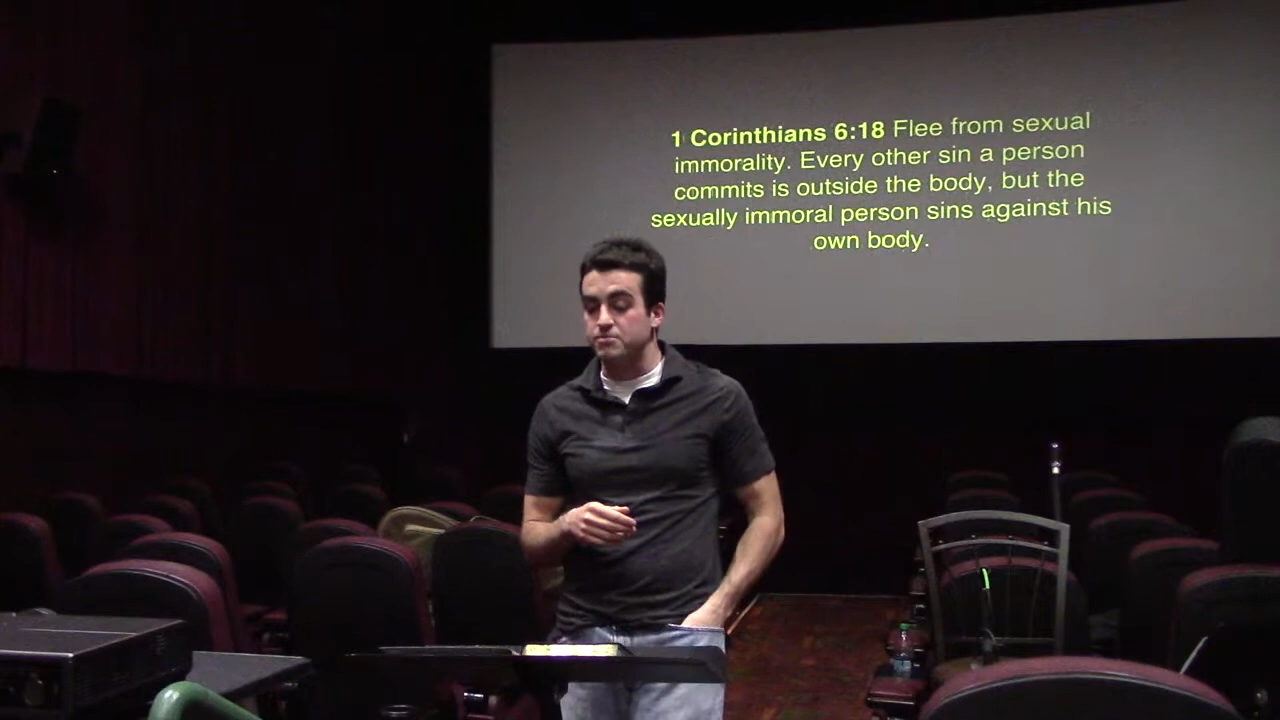 1 Corinthians 6:18 Flee from sexual
immorality. Every other sin a person
commits is outside the body, but the
sexually immoral person sins against his
own body.